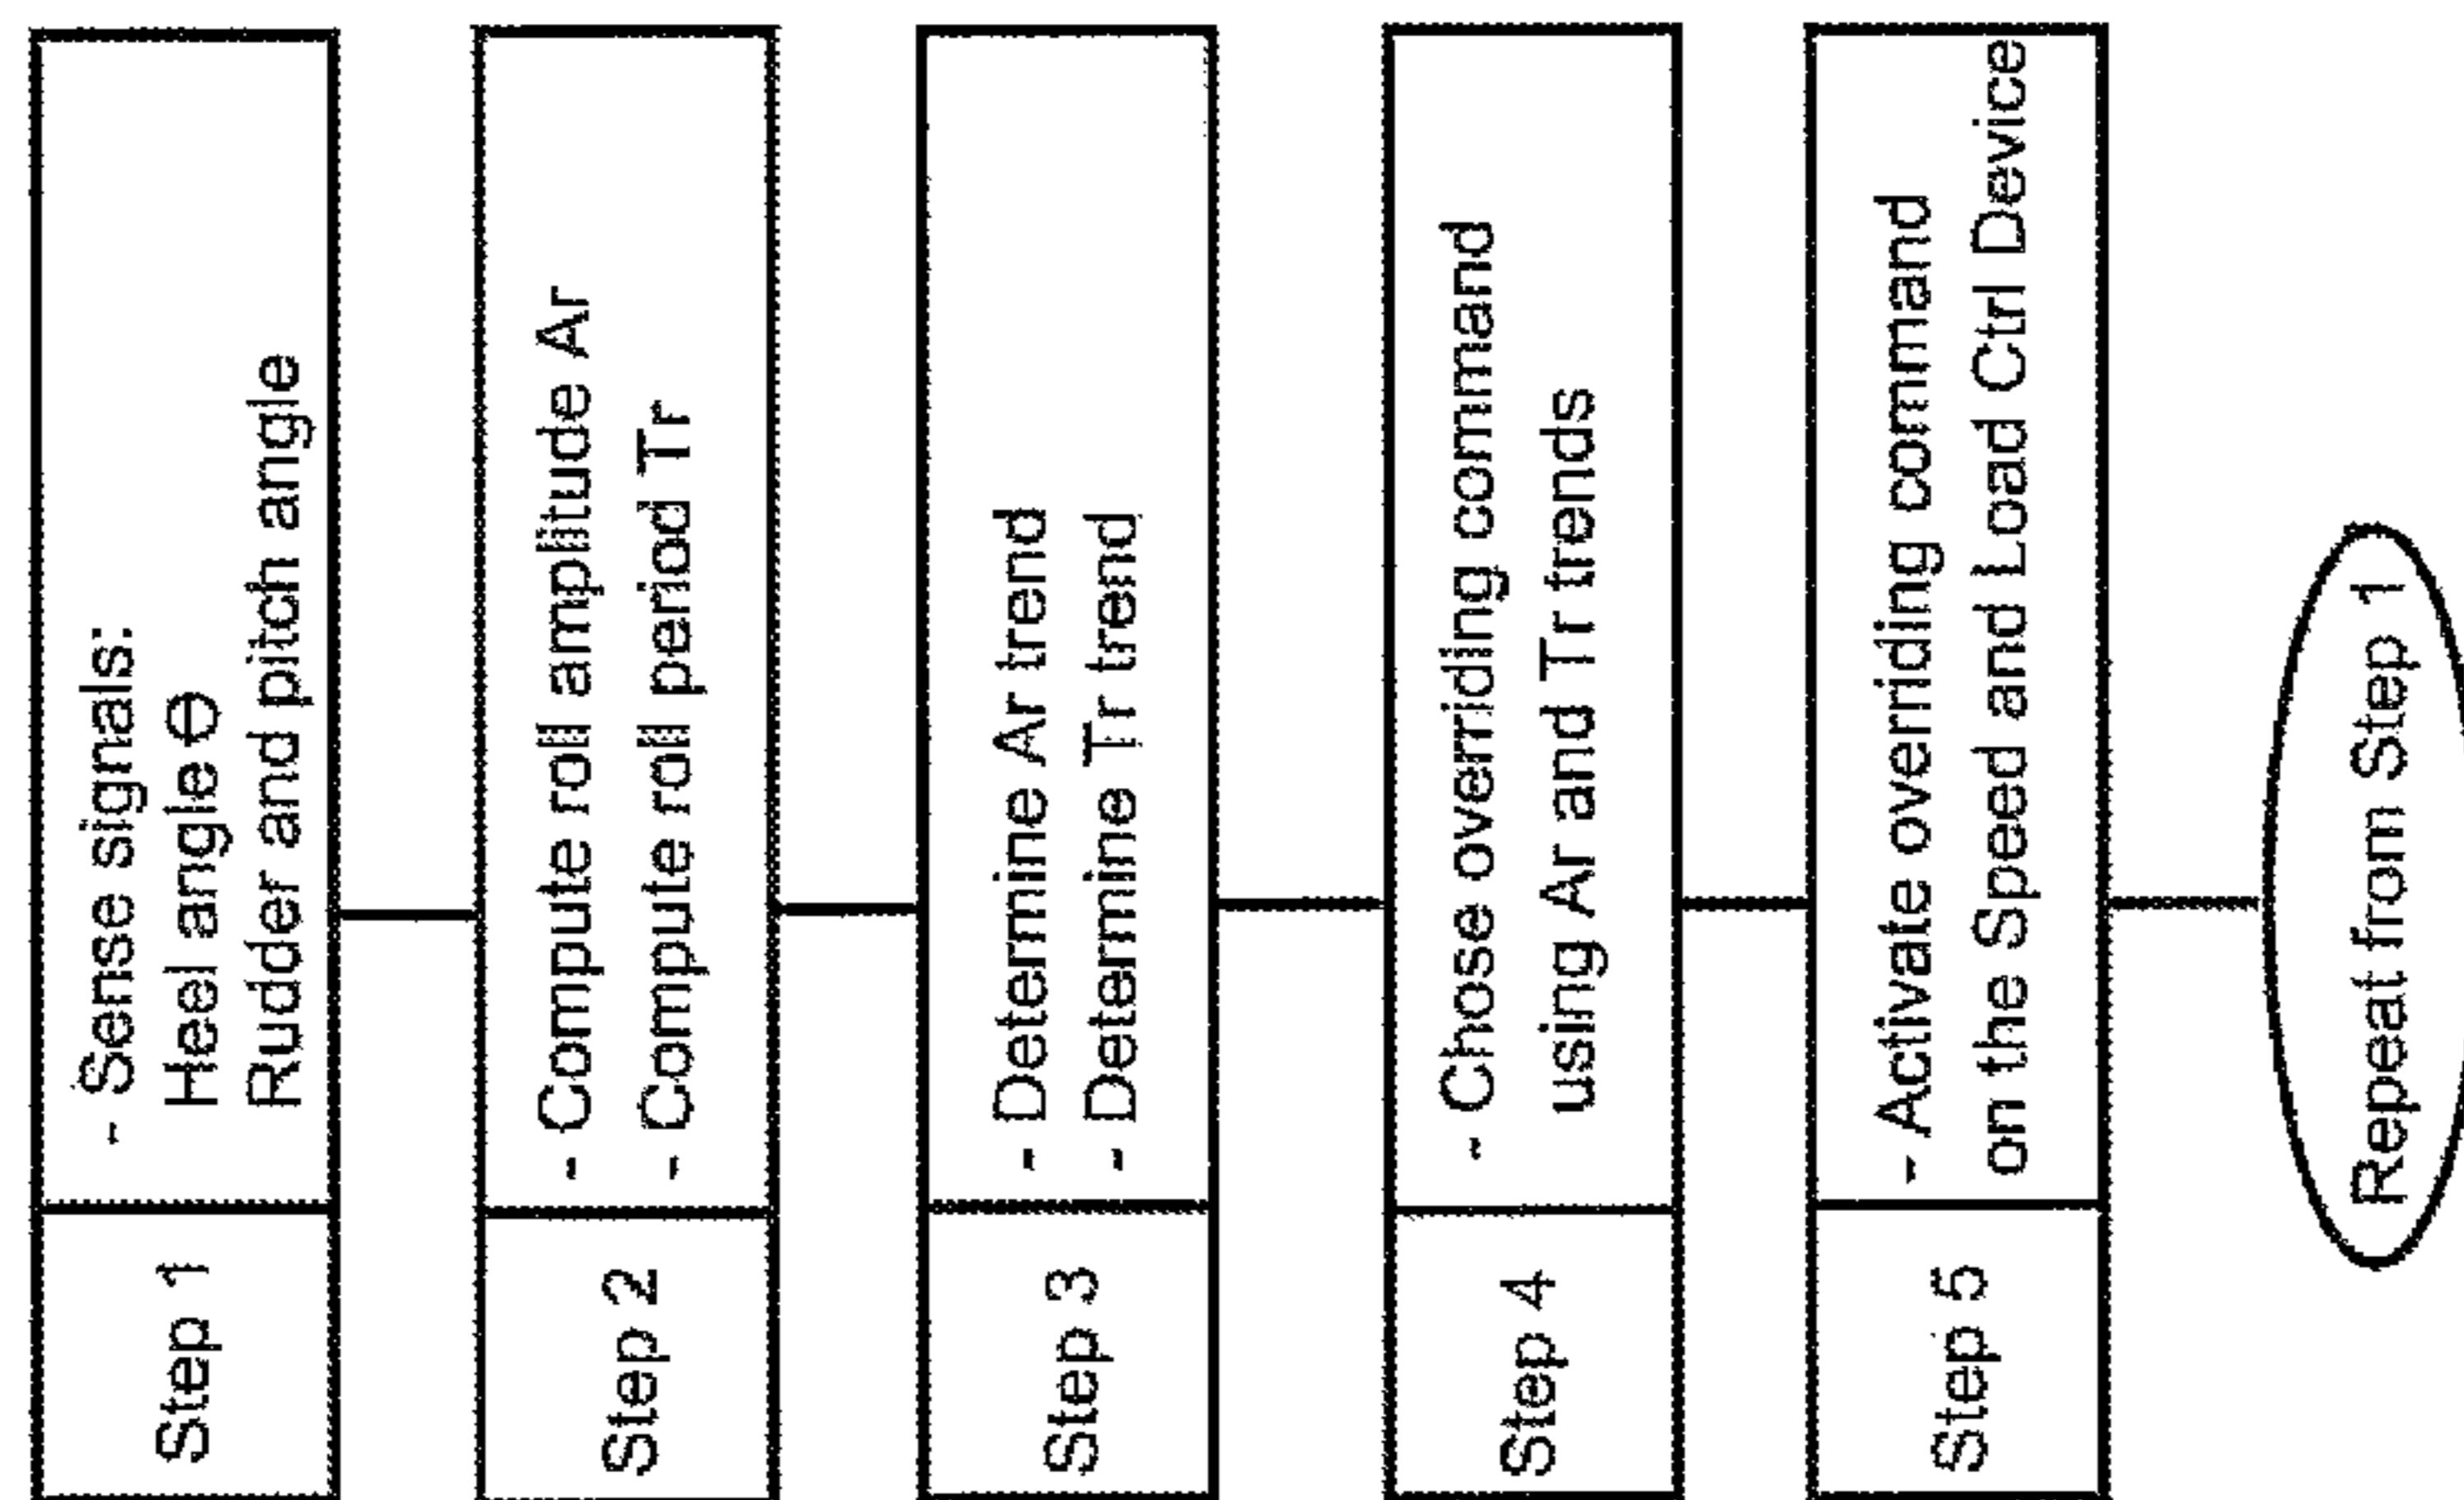 Step 1
- Sense signals:
Heel angle Θ
Rudder and pitch angle
Step 2
- Compute roll amplitude Ar
- Compute roll period Tr
Step 3
- Determine Ar trend
- Determine Tr trend
Step 4
- Chose overriding command
using Ar and Tr trends
Step 5
- Activate overriding command
on the Speed and Load Ctrl Device
Repeat from Step 1